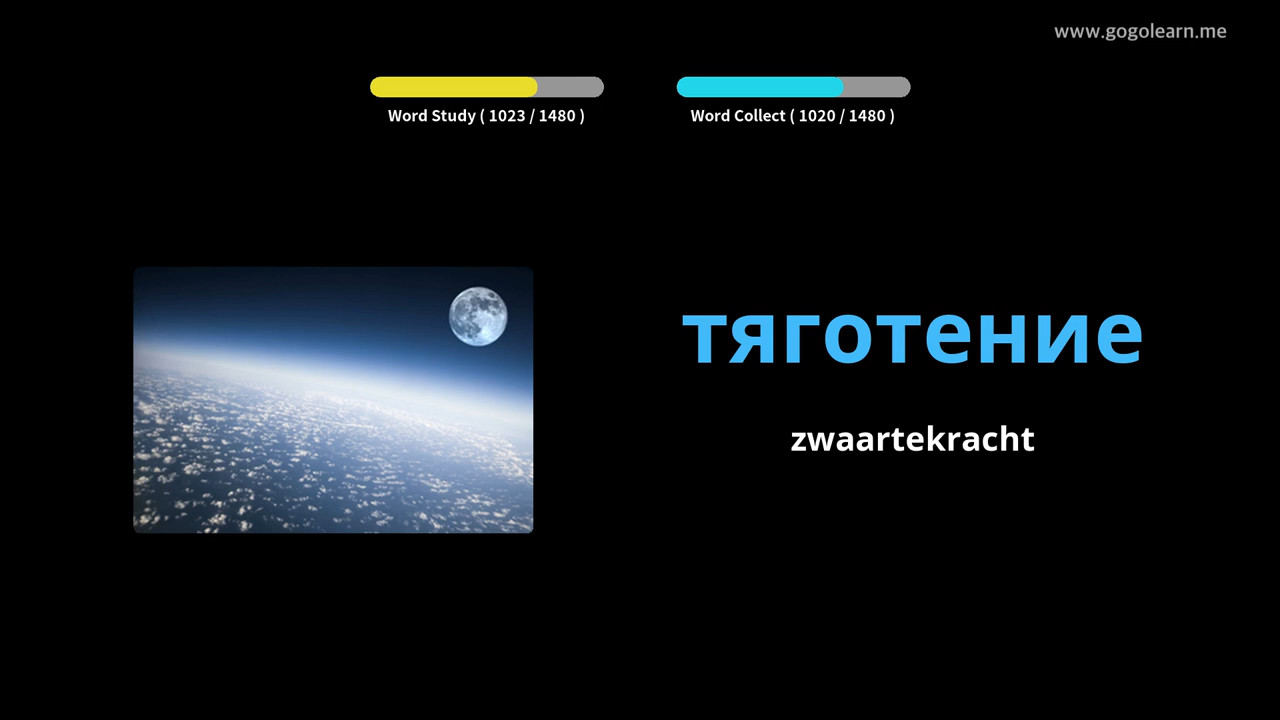 www.gogolearn.me
Word Study ( 1023 / 1480 )
Word Collect ( 1020 / 1480 )
тяготение
zwaartekracht